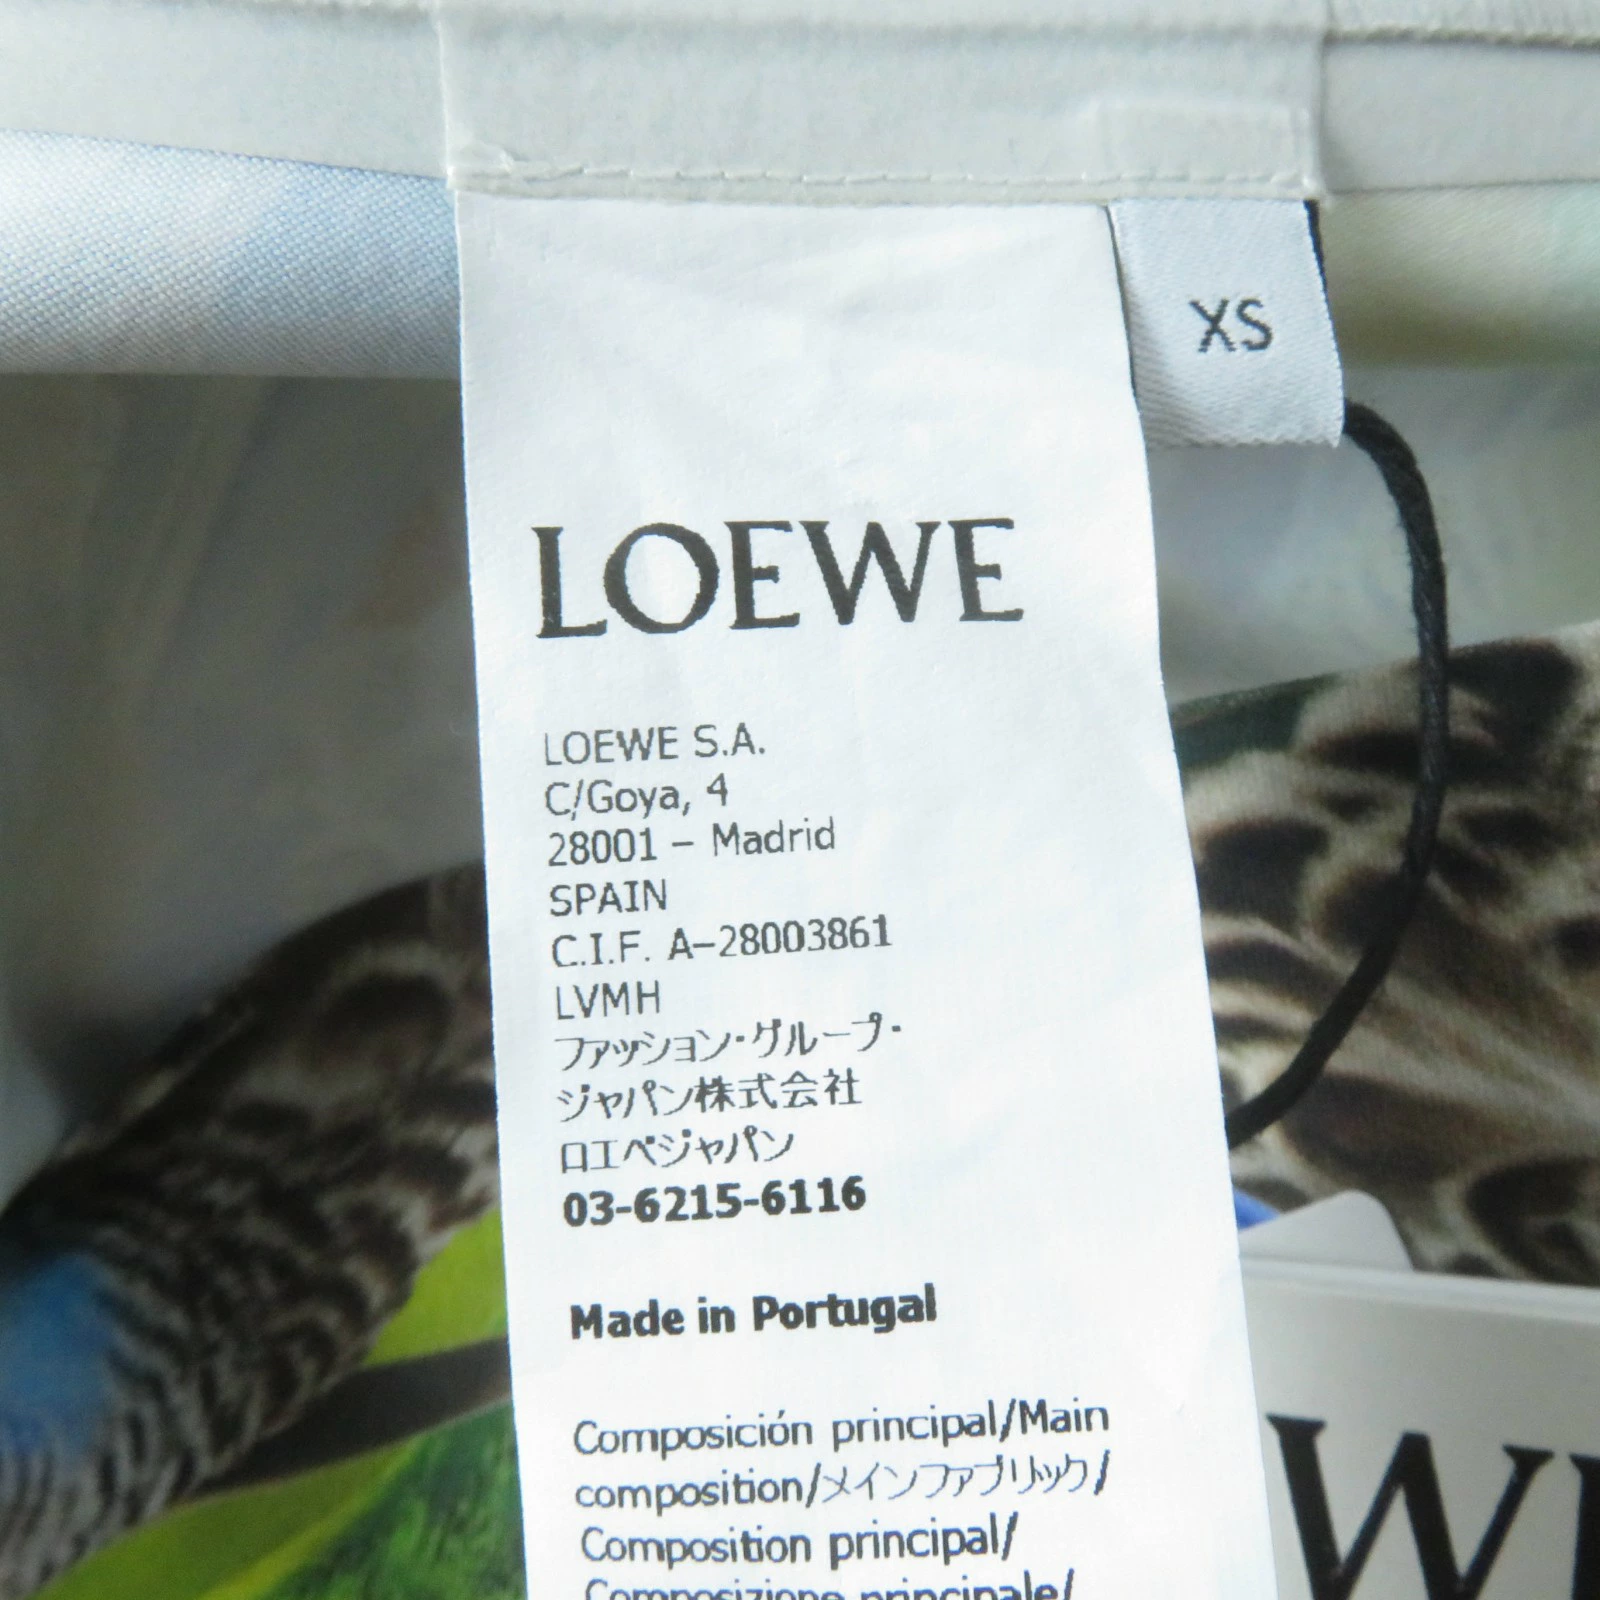 XS
LOEWE
LOEWE S.A.
C/Goya, 4
28001 – Madrid
SPAIN
C.I.F. A–28003861
LVMH
ファッション・グループ・
ジャパン株式会社
ロエベジャパン
03-6215-6116
Made in Portugal
Composición principal/Main
composition/メインファブリック/
Composition principal/
Composizione principale/
W